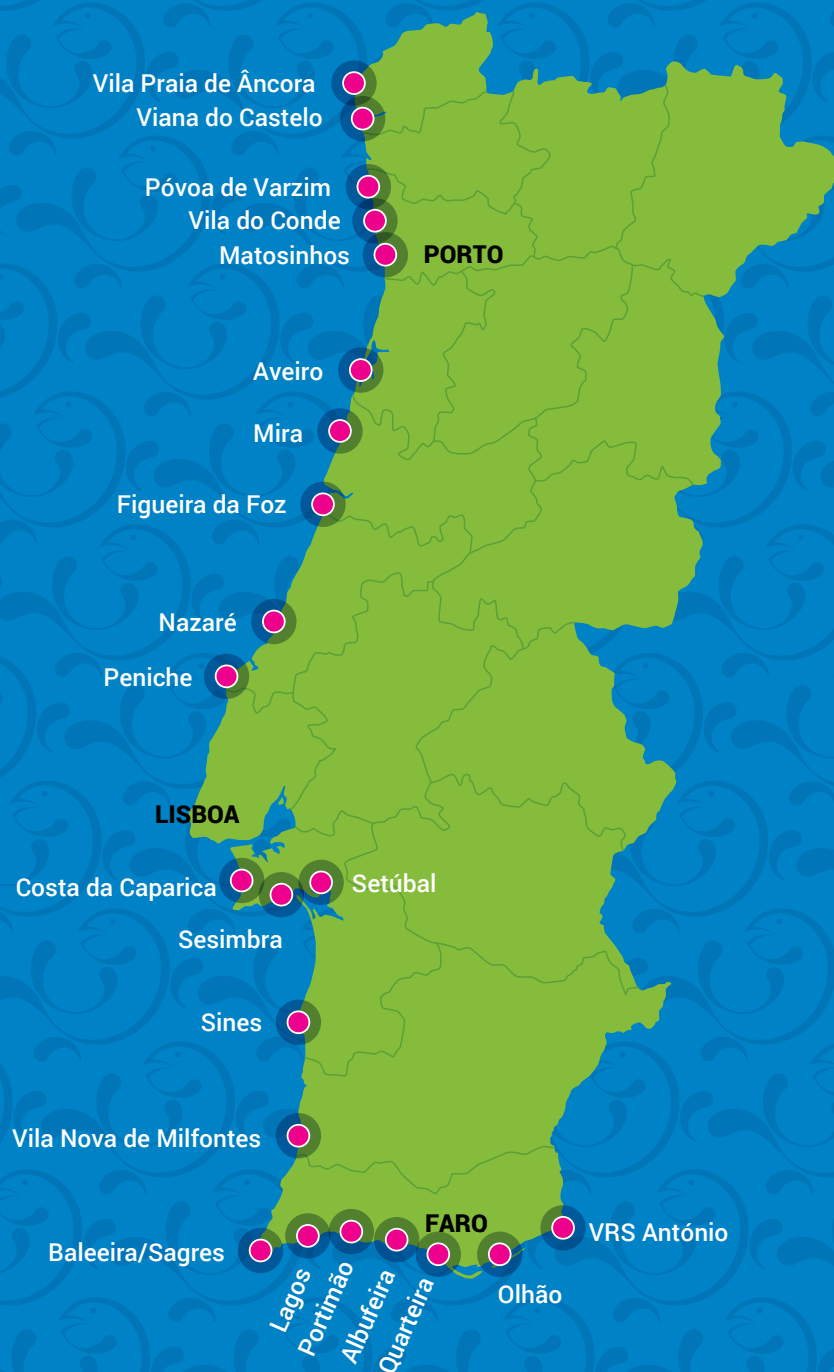 Vila Praia de Âncora
Viana do Castelo
Póvoa de Varzim
Vila do Conde
Matosinhos
PORTO
Aveiro
Mira
Figueira da Foz
Nazaré
Peniche
LISBOA
Costa da Caparica
Setúbal
Sesimbra
Sines
Vila Nova de Milfontes
FARO
VRS António
Baleeira/Sagres
Lagos
Portimão
Albufeira
Quarteira
Olhão